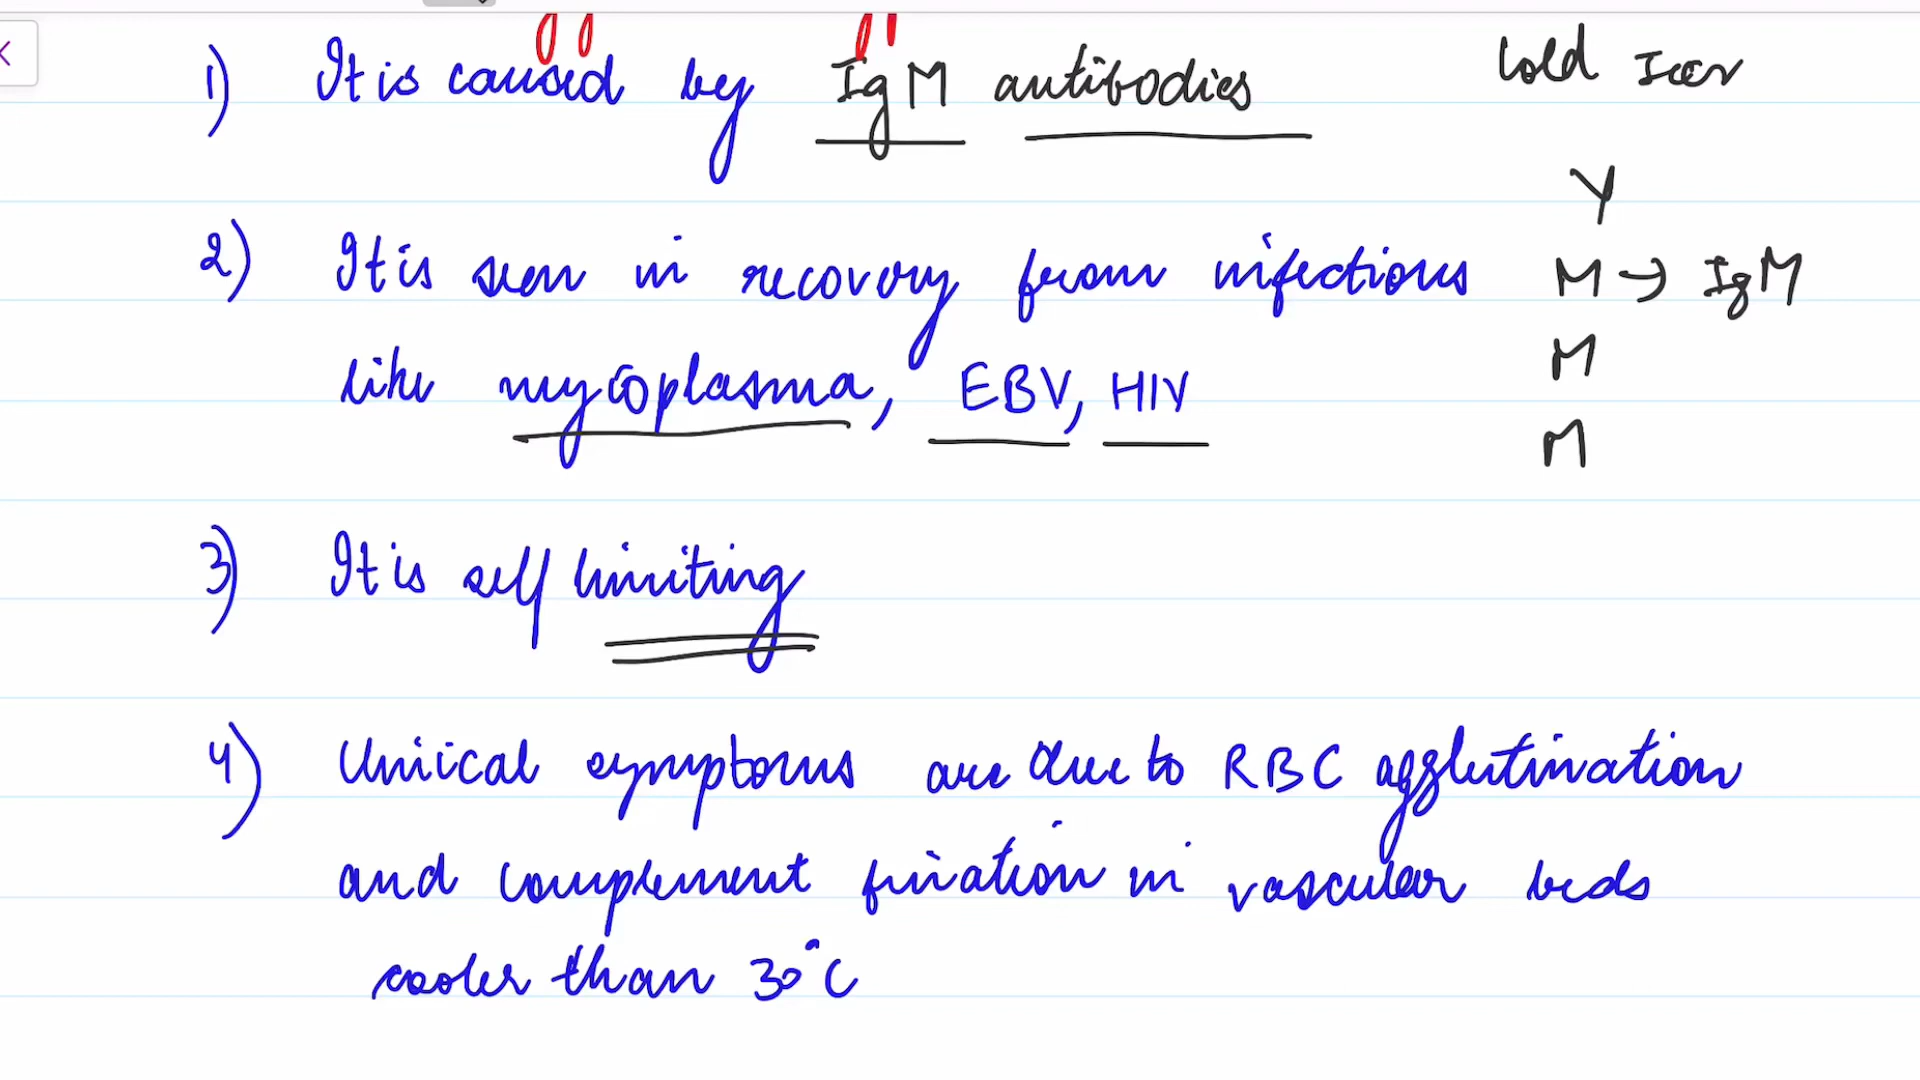 1) It is caused by IgM antibodies
Cold Icer
Y
2) It is seen in recovery from infections
M → IgM
like mycoplasma, EBV, HIV
M
M
3) It is self limiting
4) Clinical symptoms are due to RBC agglutination
and complement fixation in vascular beds
cooler than 30°C